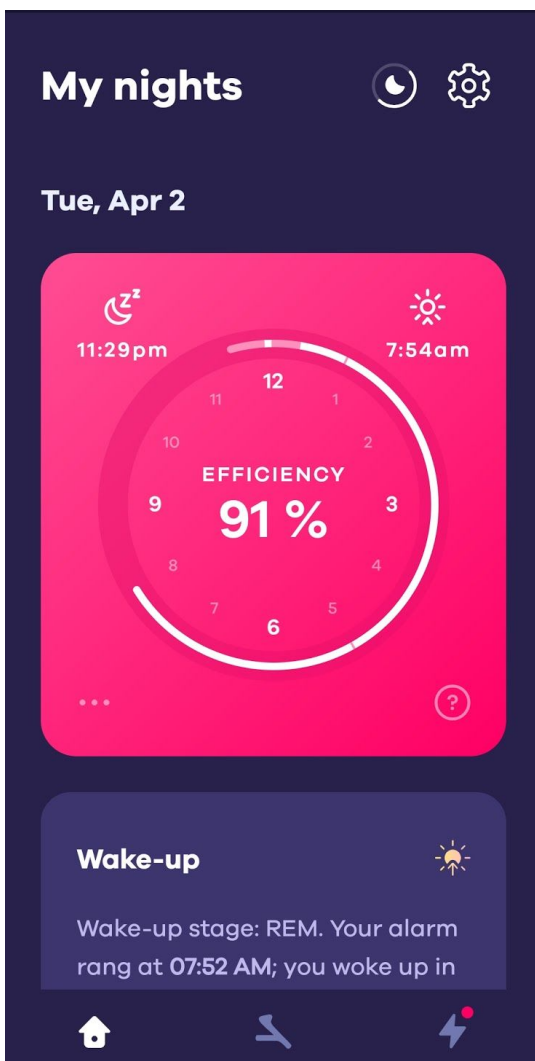 My nights
Tue, Apr 2
11:29pm
7:54am
12
11
1
10
2
EFFICIENCY
91 %
9
3
8
4
7
5
6
Wake-up
Wake-up stage: REM. Your alarm
rang at 07:52 AM; you woke up in